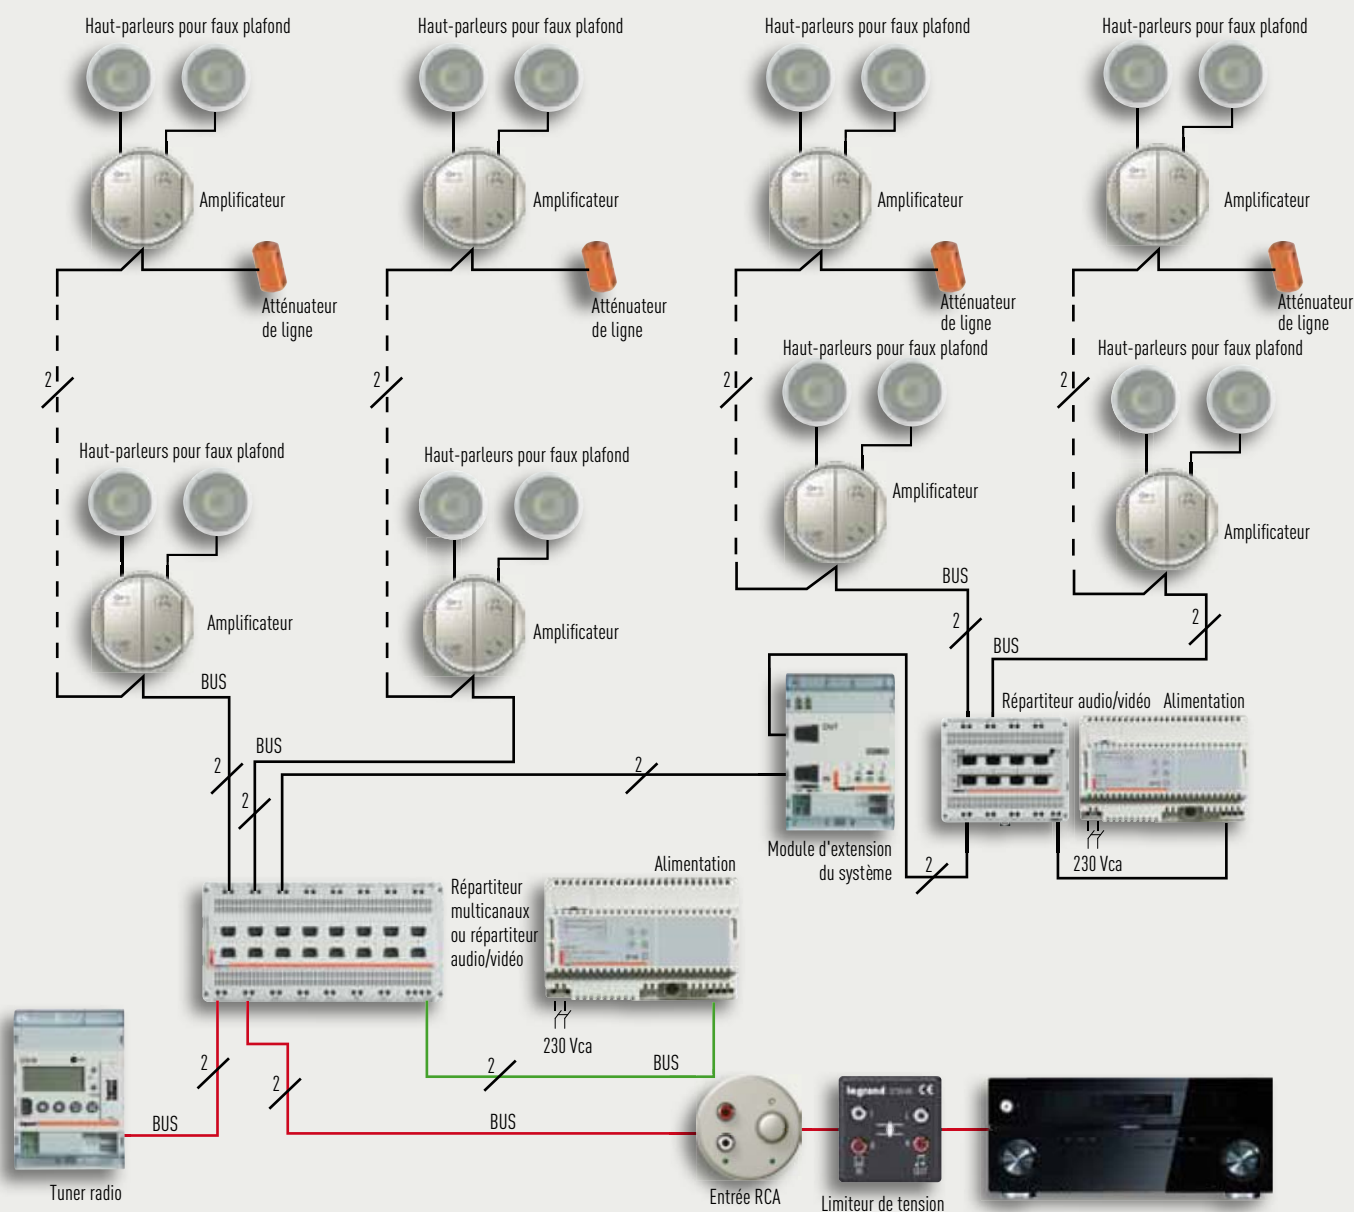 Haut-parleurs pour faux plafond
Haut-parleurs pour faux plafond
Haut-parleurs pour faux plafond
Haut-parleurs pour faux plafond
Amplificateur
Amplificateur
Amplificateur
Amplificateur
Atténuateur
de ligne
Atténuateur
de ligne
Atténuateur
de ligne
Atténuateur
de ligne
Haut-parleurs pour faux plafond
Haut-parleurs pour faux plafond
2
2
2
2
Haut-parleurs pour faux plafond
Haut-parleurs pour faux plafond
Amplificateur
Amplificateur
Amplificateur
Amplificateur
BUS
2
2
BUS
BUS
Répartiteur audio/vidéo
Alimentation
OUT
BUS
2
2
2
Module d'extension
du système
2
230 Vca
Alimentation
Répartiteur
multicanaux
ou répartiteur
audio/vidéo
230 Vca
2
2
2
BUS
BUS
BUS
legrand
CE
Tuner radio
Entrée RCA
Limiteur de tension